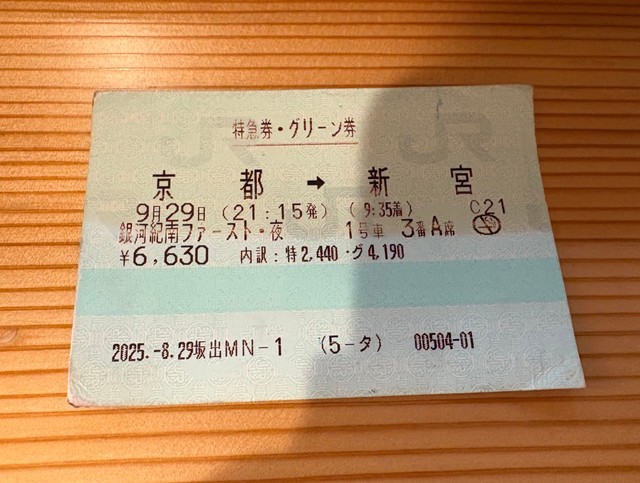 特急券・グリーン券
京都 → 新宮
9月29日 (21:15発) ( 9:35着) C21
銀河紀南ファースト・夜 1号車 3番A席
¥6,630 内訳:特2,440・グ4,190
2025.-8.29坂出MN-1 (5-タ) 00504-01